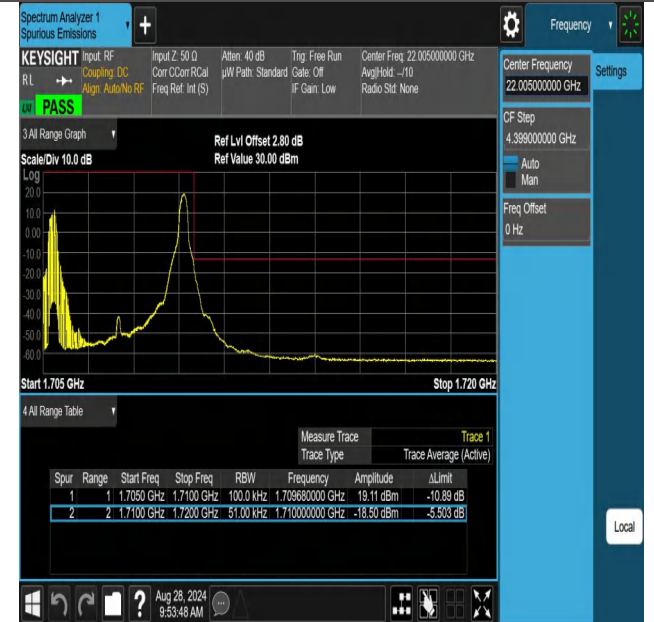 Spectrum Analyzer 1
Spurious Emissions
+
Frequency
KEYSIGHT Input: RF Input Z: 50 Ω Atten: 40 dB Trig: Free Run Center Freq: 22.005000000 GHz
RL Coupling: DC Corr CCorr RCal µW Path: Standard Gate: Off Avg|Hold: --/10
Align: Auto/No RF Freq Ref: Int (S) IF Gain: Low Radio Std: None
LXI PASS
Center Frequency
22.005000000 GHz
Settings
CF Step
4.399000000 GHz
Auto
Man
Freq Offset
0 Hz
3 All Range Graph
Ref Lvl Offset 2.80 dB
Scale/Div 10.0 dB Ref Value 30.00 dBm
Log
20.0
10.0
0.00
-10.0
-20.0
-30.0
-40.0
-50.0
-60.0
Start 1.705 GHz Stop 1.720 GHz
4 All Range Table
Measure Trace Trace 1
Trace Type Trace Average (Active)
Spur Range Start Freq Stop Freq RBW Frequency Amplitude ΔLimit
1 1 1.7050 GHz 1.7100 GHz 100.0 kHz 1.709680000 GHz 19.11 dBm -10.89 dB
2 2 1.7100 GHz 1.7200 GHz 51.00 kHz 1.710000000 GHz -18.50 dBm -5.503 dB
Local
? Aug 28, 2024
9:53:48 AM